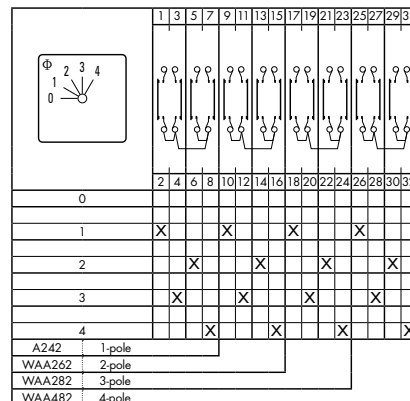 1 3 5 7 9 11 13 15 17 19 21 23 25 27 29
Φ
1 2 3 4
0
2 4 6 8 10 12 14 16 18 20 22 24 26 28 30
0
1 X X X X
2 X X X X
3 X X X X
4 X X X
A242 1-pole
WAA262 2-pole
WAA282 3-pole
WAA482 4-pole